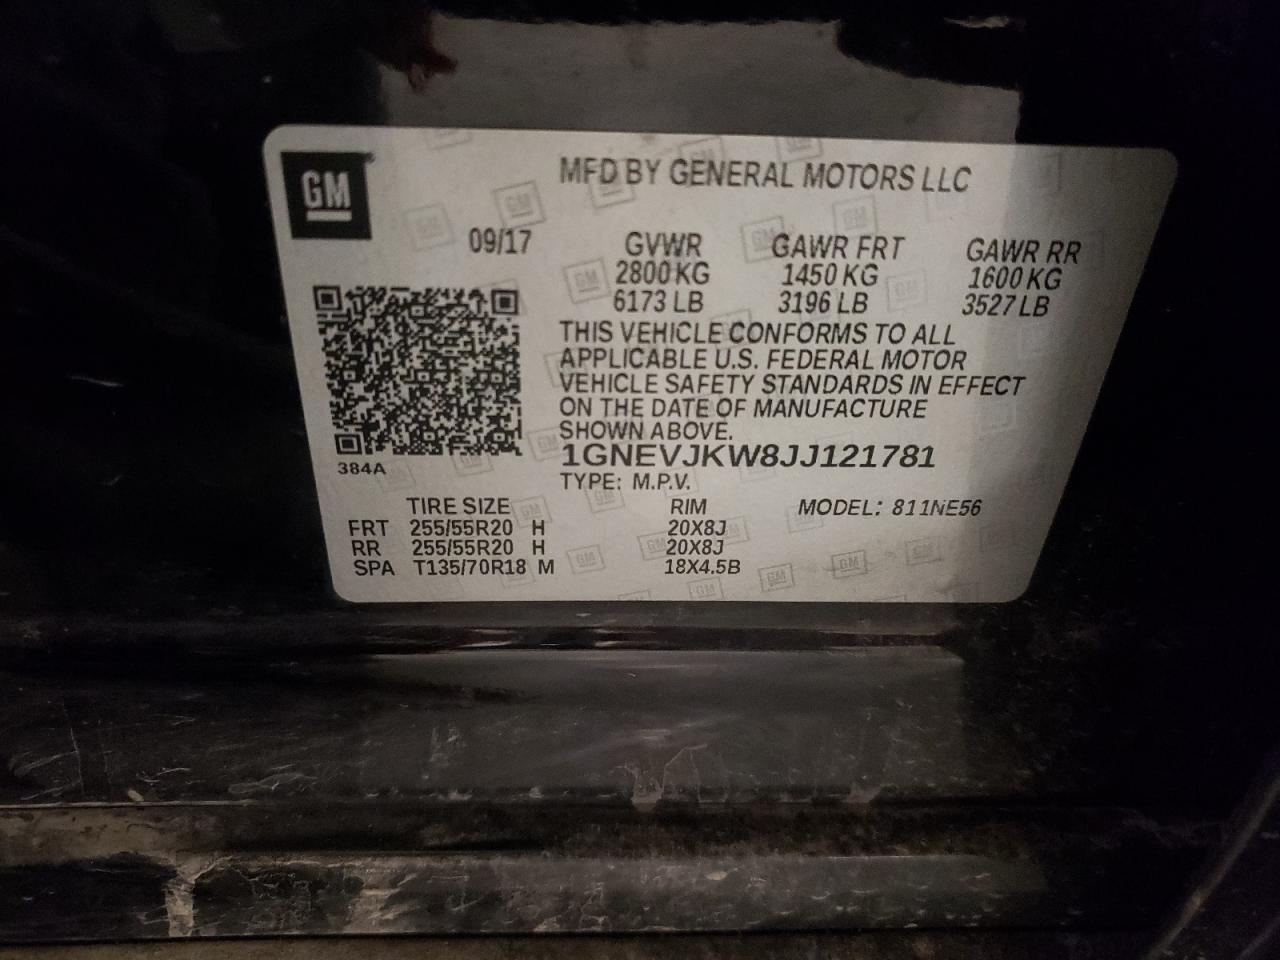 GM
MFD BY GENERAL MOTORS LLC
09/17 GVWR GAWR FRT GAWR RR
2800 KG 1450 KG 1600 KG
6173 LB 3196 LB 3527 LB
THIS VEHICLE CONFORMS TO ALL
APPLICABLE U.S. FEDERAL MOTOR
VEHICLE SAFETY STANDARDS IN EFFECT
ON THE DATE OF MANUFACTURE
SHOWN ABOVE.
1GNEVJKW8JJ121781
384A
TYPE: M.P.V.
TIRE SIZE RIM MODEL: 811NE56
FRT 255/55R20 H 20X8J
RR 255/55R20 H 20X8J
SPA T135/70R18 M 18X4.5B